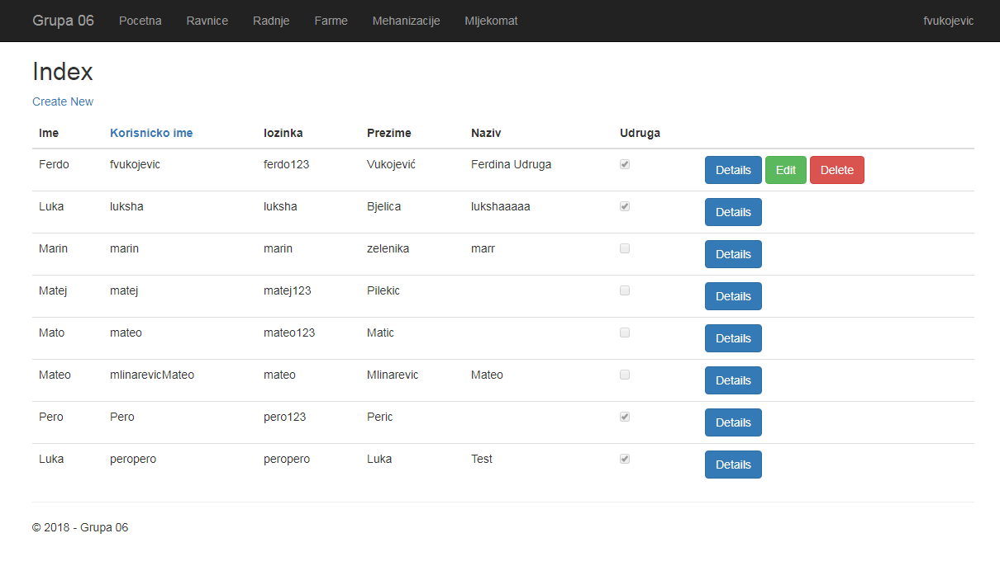 Grupa 06 Pocetna Ravnice Radnje Farme Mehanizacije Mljekomat fvukojevic
Index
Create New
Ime Korisnicko ime lozinka Prezime Naziv Udruga
Ferdo fvukojevic ferdo123 Vukojević Ferdina Udruga Details Edit Delete
Luka luksha luksha Bjelica lukshaaaaa Details
Marin marin marin zelenika marr Details
Matej matej matej123 Pilekic Details
Mato mateo mateo123 Matic Details
Mateo mlinarevicMateo mateo Mlinarevic Mateo Details
Pero Pero pero123 Peric Details
Luka peropero peropero Luka Test Details
© 2018 - Grupa 06